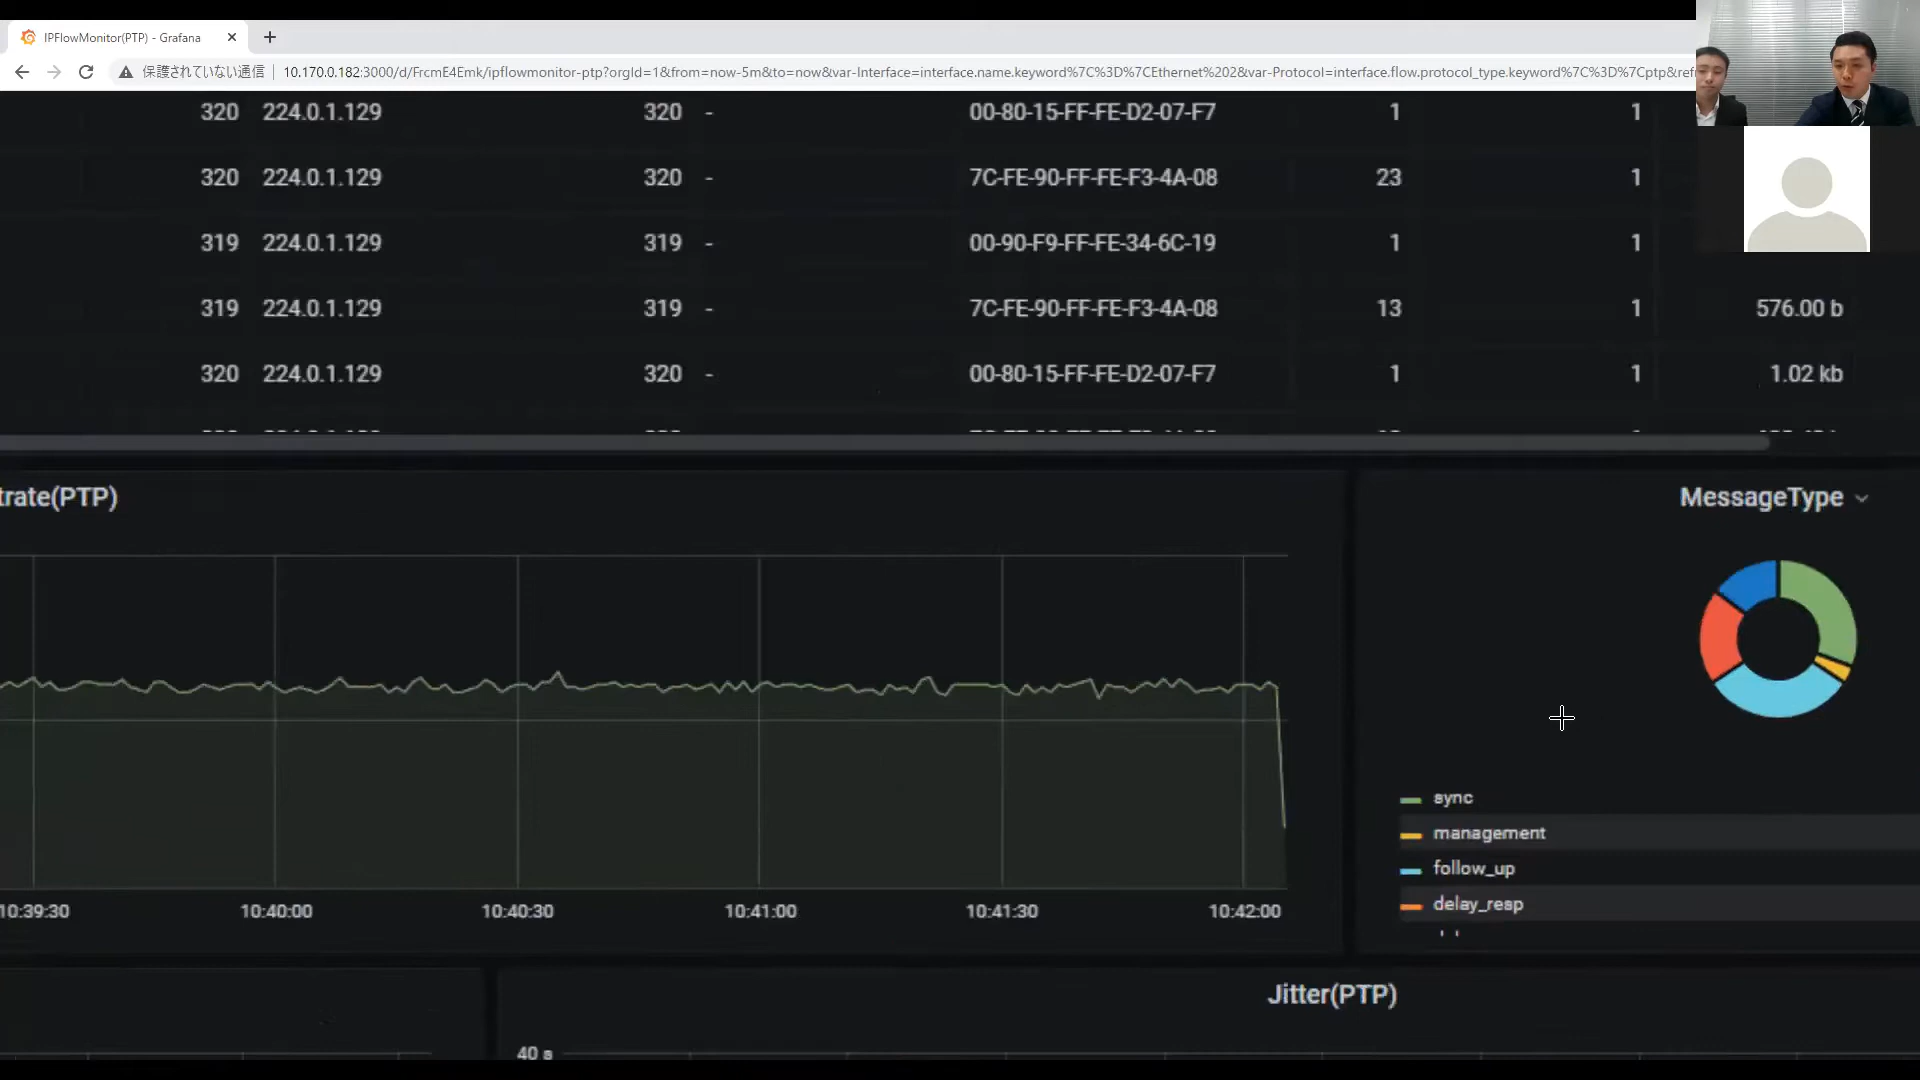 IPFlowMonitor(PTP) - Grafana
保護されていない通信 10.170.0.182:3000/d/FrcmE4Emk/ipflowmonitor-ptp?orgId=1&from=now-5m&to=now&var-Interface=interface.name.keyword%7C%3D%7CEthernet%202&var-Protocol=interface.flow.protocol_type.keyword%7C%3D%7Cptp&ref
320 224.0.1.129 320 - 00-80-15-FF-FE-D2-07-F7 1 1
320 224.0.1.129 320 - 7C-FE-90-FF-FE-F3-4A-08 23 1
319 224.0.1.129 319 - 00-90-F9-FF-FE-34-6C-19 1 1
319 224.0.1.129 319 - 7C-FE-90-FF-FE-F3-4A-08 13 1 576.00 b
320 224.0.1.129 320 - 00-80-15-FF-FE-D2-07-F7 1 1 1.02 kb
trate(PTP)
MessageType
sync
management
follow_up
delay_resp
10:39:30 10:40:00 10:40:30 10:41:00 10:41:30 10:42:00
Jitter(PTP)
40 s